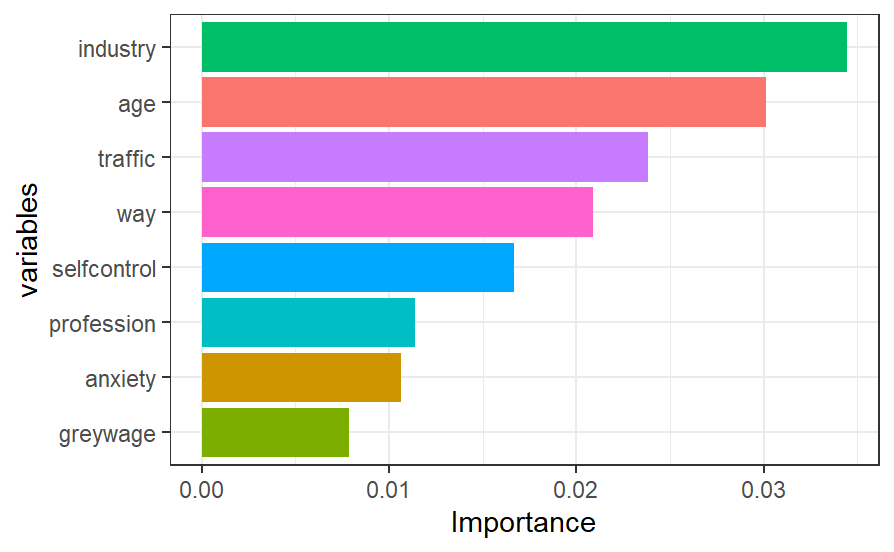 industry
age
traffic
way
selfcontrol
profession
anxiety
greywage
variables
0.00 0.01 0.02 0.03
Importance